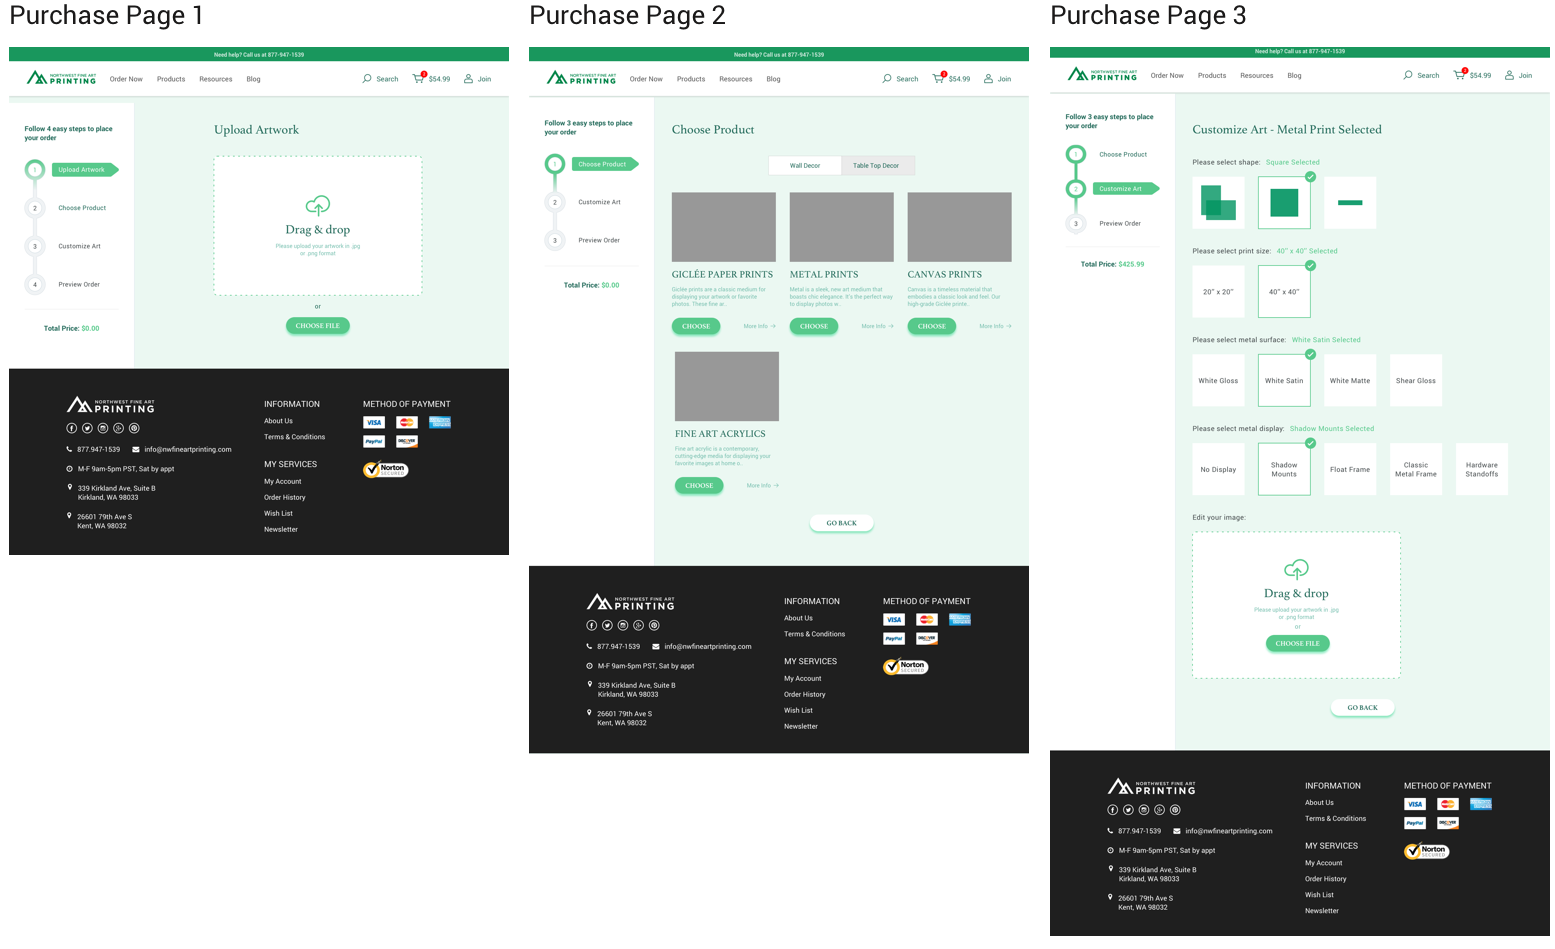 Purchase Page 1
Need help? Call us at 877-947-1539
NORTHWEST FINE ART
PRINTING
Order Now
Products
Resources
Blog
Search
2
$54.99
Join
Follow 4 easy steps to place
your order
1
Upload Artwork
2
Choose Product
3
Customize Art
4
Preview Order
Total Price: $0.00
Upload Artwork
Drag & drop
Please upload your artwork in .jpg
or .png format
or
CHOOSE FILE
NORTHWEST FINE ART
PRINTING
877.947-1539
info@nwfineartprinting.com
M-F 9am-5pm PST, Sat by appt
339 Kirkland Ave, Suite B
Kirkland, WA 98033
26601 79th Ave S
Kent, WA 98032
INFORMATION
About Us
Terms & Conditions
MY SERVICES
My Account
Order History
Wish List
Newsletter
METHOD OF PAYMENT
VISA
PayPal
DISCOVER
Norton
SECURED
Purchase Page 2
Need help? Call us at 877-947-1539
NORTHWEST FINE ART
PRINTING
Order Now
Products
Resources
Blog
Search
2
$54.99
Join
Follow 3 easy steps to place
your order
1
Choose Product
2
Customize Art
3
Preview Order
Total Price: $0.00
Choose Product
Wall Decor
Table Top Decor
GICLÉE PAPER PRINTS
Giclée prints are a classic medium for
displaying your artwork or favorite
photos. These fine ar..
CHOOSE
More Info
METAL PRINTS
Metal is a sleek, new art medium that
boasts chic elegance. It's the perfect way
to display photos w..
CHOOSE
More Info
CANVAS PRINTS
Canvas is a timeless material that
embodies a classic look and feel. Our
high-grade Giclée printe..
CHOOSE
More Info
FINE ART ACRYLICS
Fine art acrylic is a contemporary,
cutting-edge media for displaying your
favorite images at home o..
CHOOSE
More Info
GO BACK
NORTHWEST FINE ART
PRINTING
877.947-1539
info@nwfineartprinting.com
M-F 9am-5pm PST, Sat by appt
339 Kirkland Ave, Suite B
Kirkland, WA 98033
26601 79th Ave S
Kent, WA 98032
INFORMATION
About Us
Terms & Conditions
MY SERVICES
My Account
Order History
Wish List
Newsletter
METHOD OF PAYMENT
VISA
PayPal
DISCOVER
Norton
SECURED
Purchase Page 3
Need help? Call us at 877-947-1539
NORTHWEST FINE ART
PRINTING
Order Now
Products
Resources
Blog
Search
2
$54.99
Join
Follow 3 easy steps to place
your order
1
Choose Product
2
Customize Art
3
Preview Order
Total Price: $425.99
Customize Art - Metal Print Selected
Please select shape: Square Selected
Please select print size: 40" x 40" Selected
20" x 20"
40" x 40"
Please select metal surface: White Satin Selected
White Gloss
White Satin
White Matte
Shear Gloss
Please select metal display: Shadow Mounts Selected
No Display
Shadow
Mounts
Float Frame
Classic
Metal Frame
Hardware
Standoffs
Edit your image:
Drag & drop
Please upload your artwork in .jpg
or .png format
or
CHOOSE FILE
GO BACK
NORTHWEST FINE ART
PRINTING
877.947-1539
info@nwfineartprinting.com
M-F 9am-5pm PST, Sat by appt
339 Kirkland Ave, Suite B
Kirkland, WA 98033
26601 79th Ave S
Kent, WA 98032
INFORMATION
About Us
Terms & Conditions
MY SERVICES
My Account
Order History
Wish List
Newsletter
METHOD OF PAYMENT
VISA
PayPal
DISCOVER
Norton
SECURED